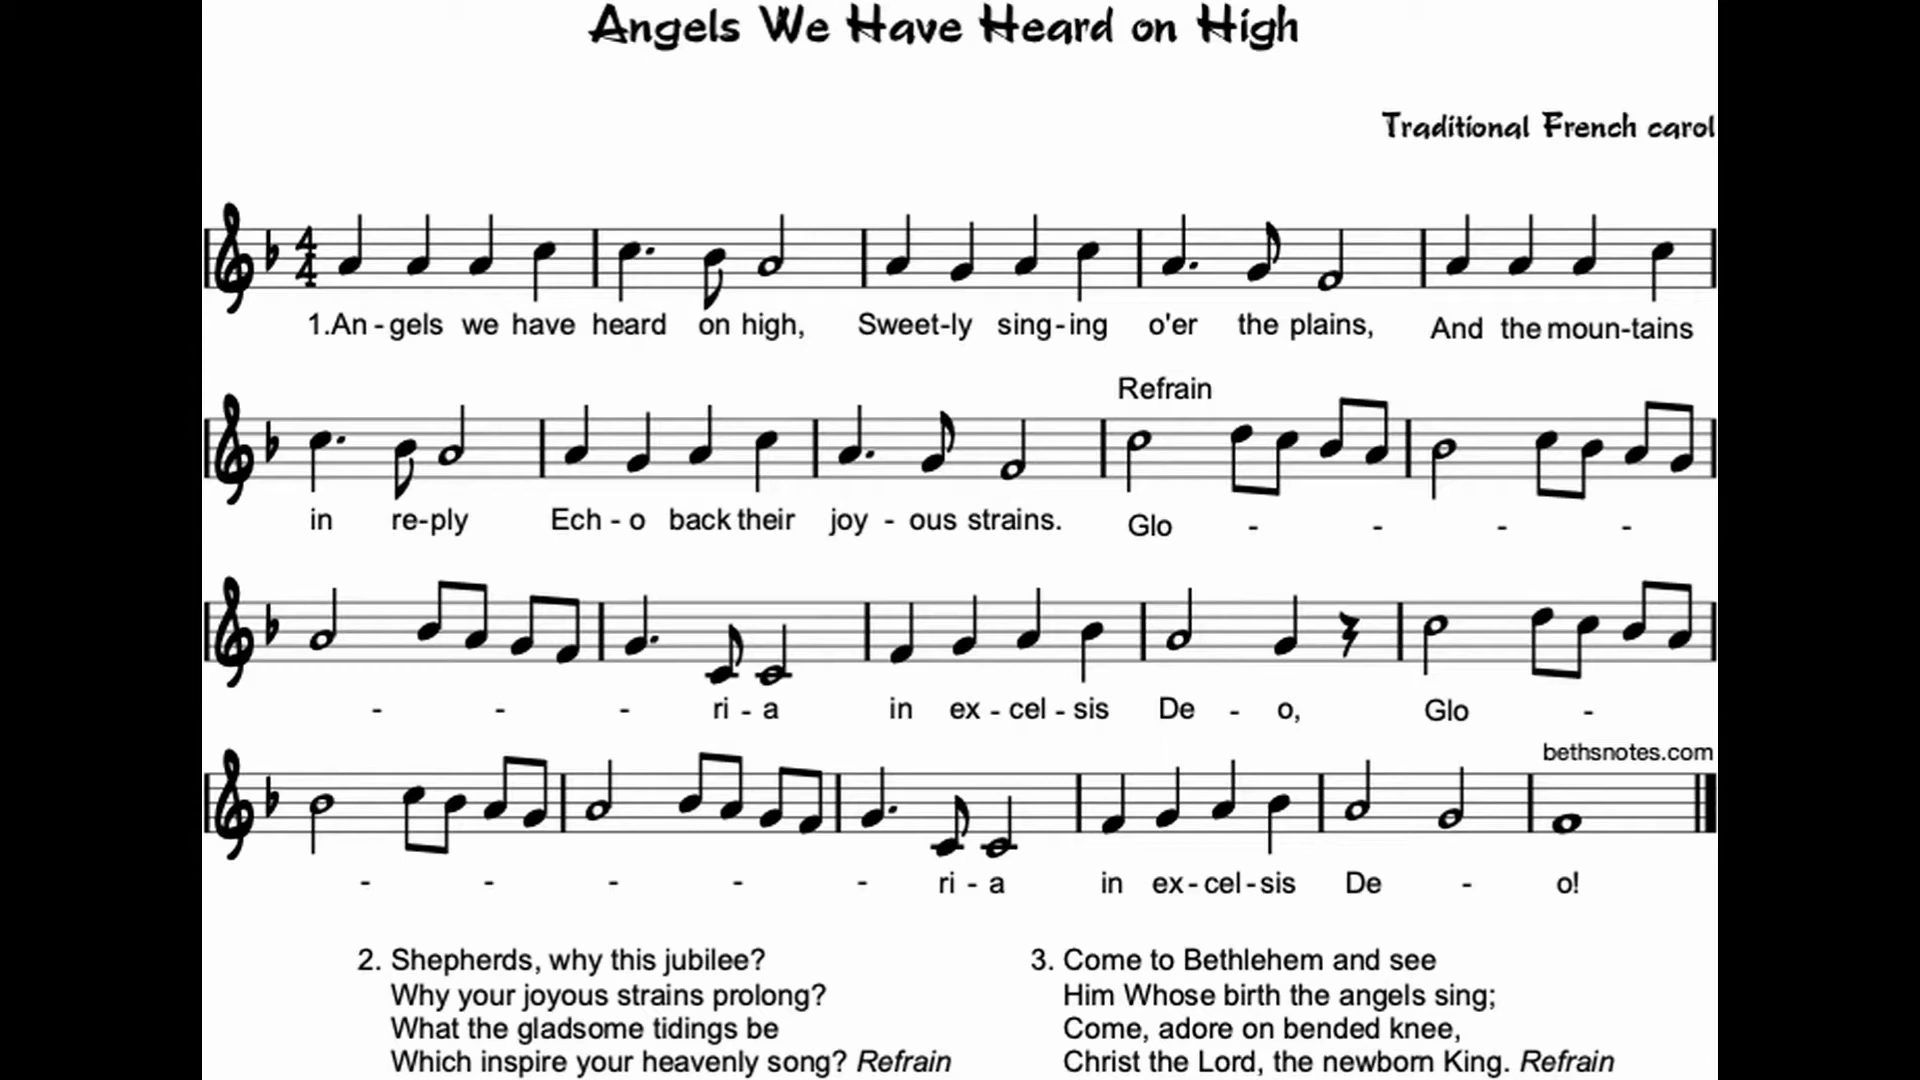 Angels We Have Heard on High
Traditional French carol
4
4
1.An-gels we have heard on high, Sweet-ly sing-ing o'er the plains, And the moun-tains
Refrain
in re-ply Ech-o back their joy-ous strains. Glo - - - -
- - - ri-a in ex-cel-sis De-o, Glo -
bethsnotes.com
- - - - - ri-a in ex-cel-sis De - o!
2. Shepherds, why this jubilee?
Why your joyous strains prolong?
What the gladsome tidings be
Which inspire your heavenly song? Refrain
3. Come to Bethlehem and see
Him Whose birth the angels sing;
Come, adore on bended knee,
Christ the Lord, the newborn King. Refrain